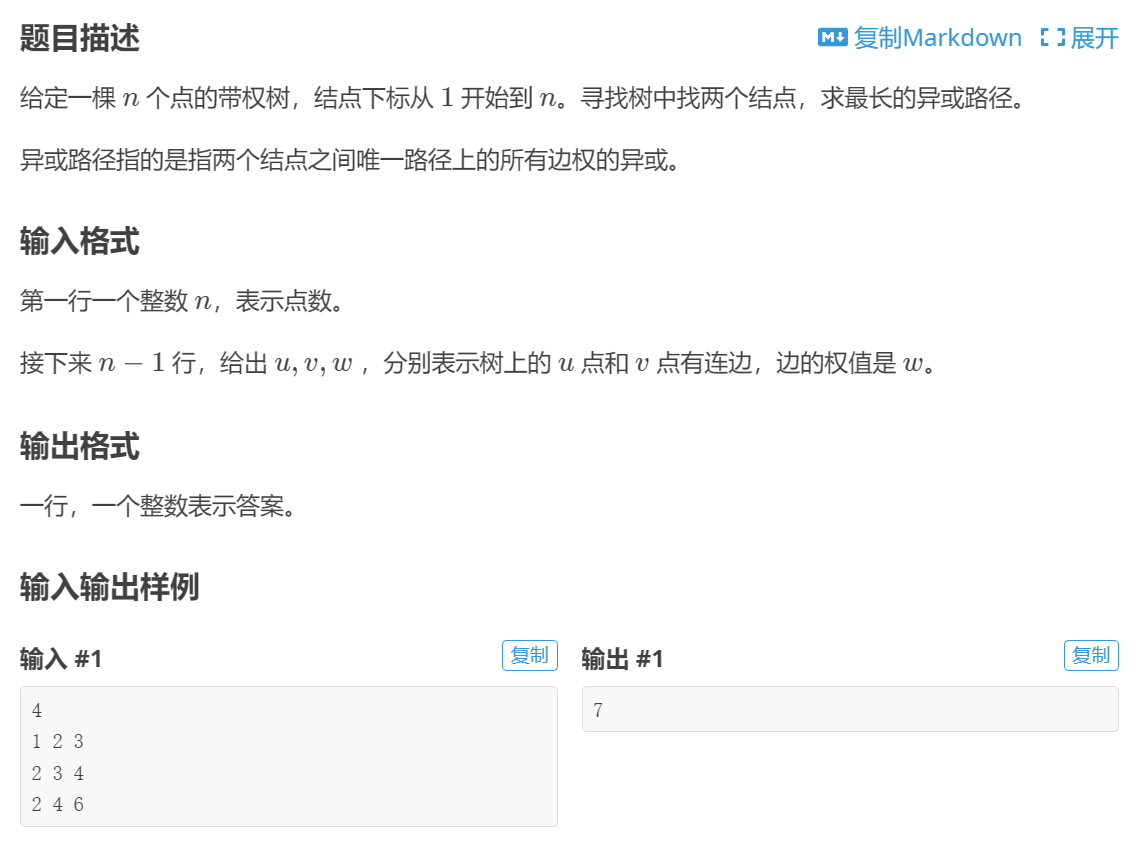 题目描述
复制Markdown 展开
给定一棵 n 个点的带权树，结点下标从 1 开始到 n。寻找树中找两个结点，求最长的异或路径。
异或路径指的是指两个结点之间唯一路径上的所有边权的异或。
输入格式
第一行一个整数 n，表示点数。
接下来 n − 1 行，给出 u, v, w ，分别表示树上的 u 点和 v 点有连边，边的权值是 w。
输出格式
一行，一个整数表示答案。
输入输出样例
输入 #1
复制
4
1 2 3
2 3 4
2 4 6
输出 #1
复制
7